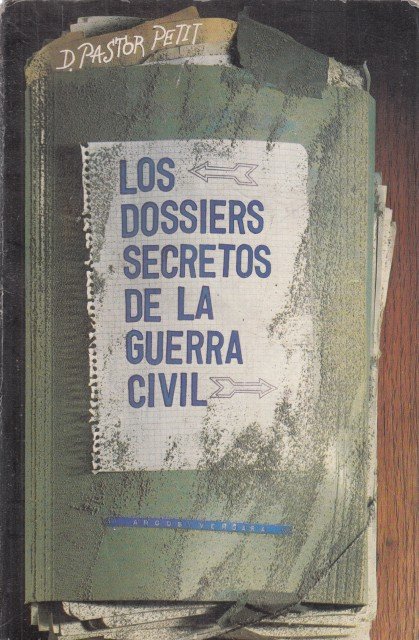 D. PASTOR PETIT
LOS
DOSSIERS
SECRETOS
DE LA
GUERRA
CIVIL
ARGOS VERGARA